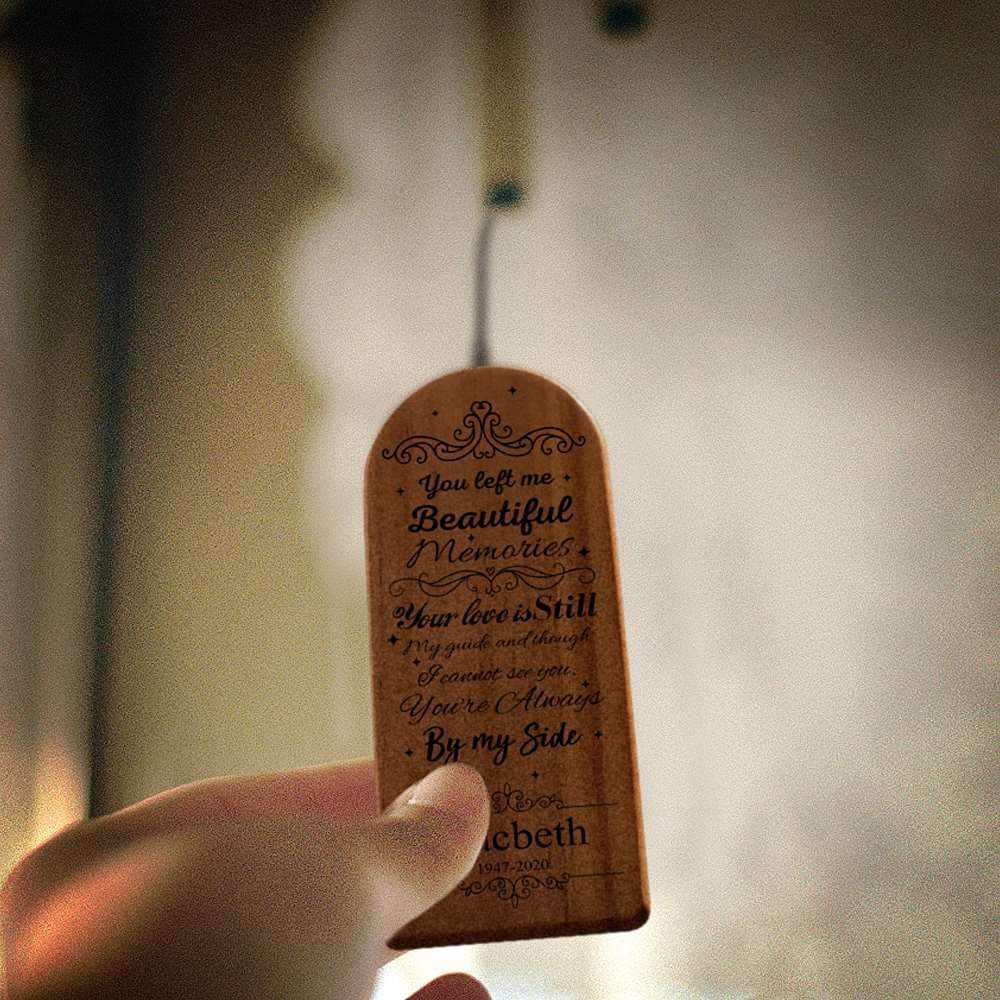 You left me
Beautiful
Memories
Your love is Still
My guide and though
I cannot see you.
You're Always
By my Side
cbeth
1947-2020